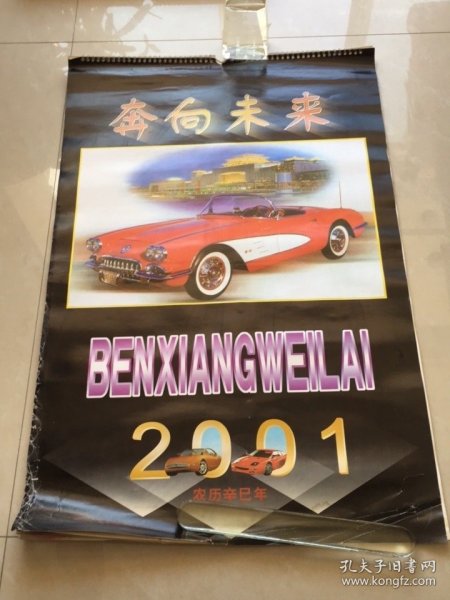 奔向未来
BENXIANGWEILAI
2001
农历辛巳年
孔夫子旧书网
www.kongfz.com